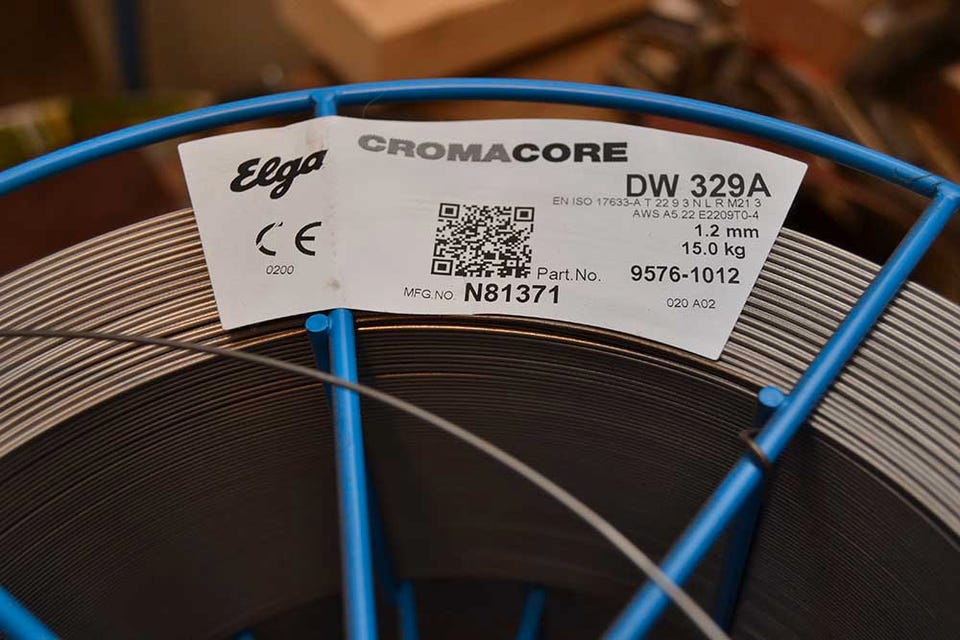 Elga
CROMACORE
DW 329A
EN ISO 17633-A T 22 9 3 N L R M21 3
AWS A5.22 E2209T0-4
1.2 mm
15.0 kg
CE
0200
Part.No. 9576-1012
MFG.NO. N81371
020 A02